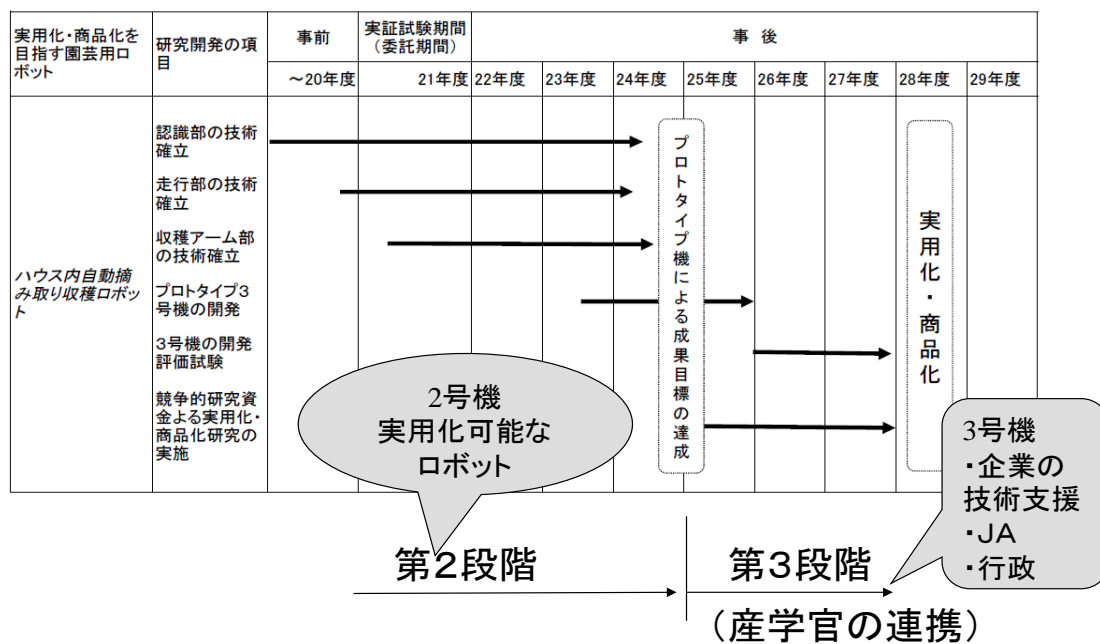 実用化・商品化を
目指す園芸用ロ
ボット
研究開発の項
目
事前
実証試験期間
(委託期間)
事 後
～20年度
21年度
22年度
23年度
24年度
25年度
26年度
27年度
28年度
29年度
ハウス内自動摘
み取り収穫ロボッ
ト
認識部の技術
確立
走行部の技術
確立
収穫アーム部
の技術確立
プロトタイプ3
号機の開発
3号機の開発
評価試験
競争的研究資
金よる実用化・
商品化研究の
実施
プロトタイプ機による成果目標の達成
実用化・商品化
2号機
実用化可能な
ロボット
3号機
・企業の
技術支援
・JA
・行政
第2段階
第3段階
(産学官の連携)